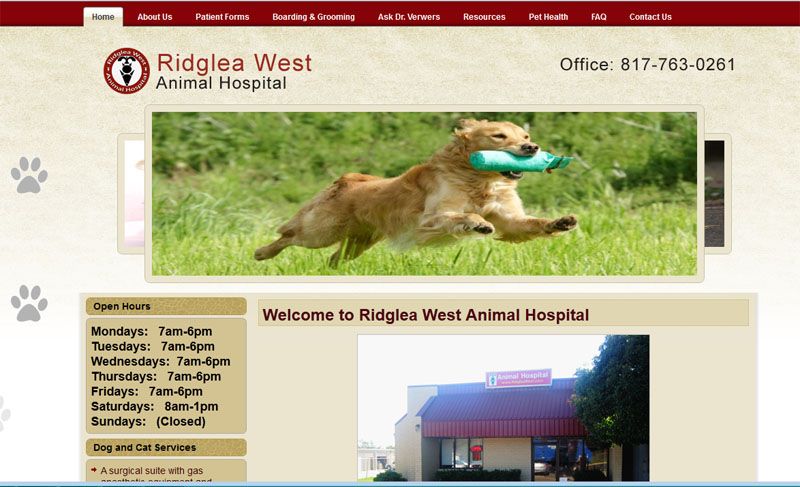 Home About Us Patient Forms Boarding & Grooming Ask Dr. Verwers Resources Pet Health FAQ Contact Us
Ridglea West
Animal Hospital
Ridglea West
Animal Hospital
Office: 817-763-0261
Open Hours
Mondays: 7am-6pm
Tuesdays: 7am-6pm
Wednesdays: 7am-6pm
Thursdays: 7am-6pm
Fridays: 7am-6pm
Saturdays: 8am-1pm
Sundays: (Closed)
Dog and Cat Services
A surgical suite with gas
anesthetic equipment and
Welcome to Ridglea West Animal Hospital
Animal Hospital